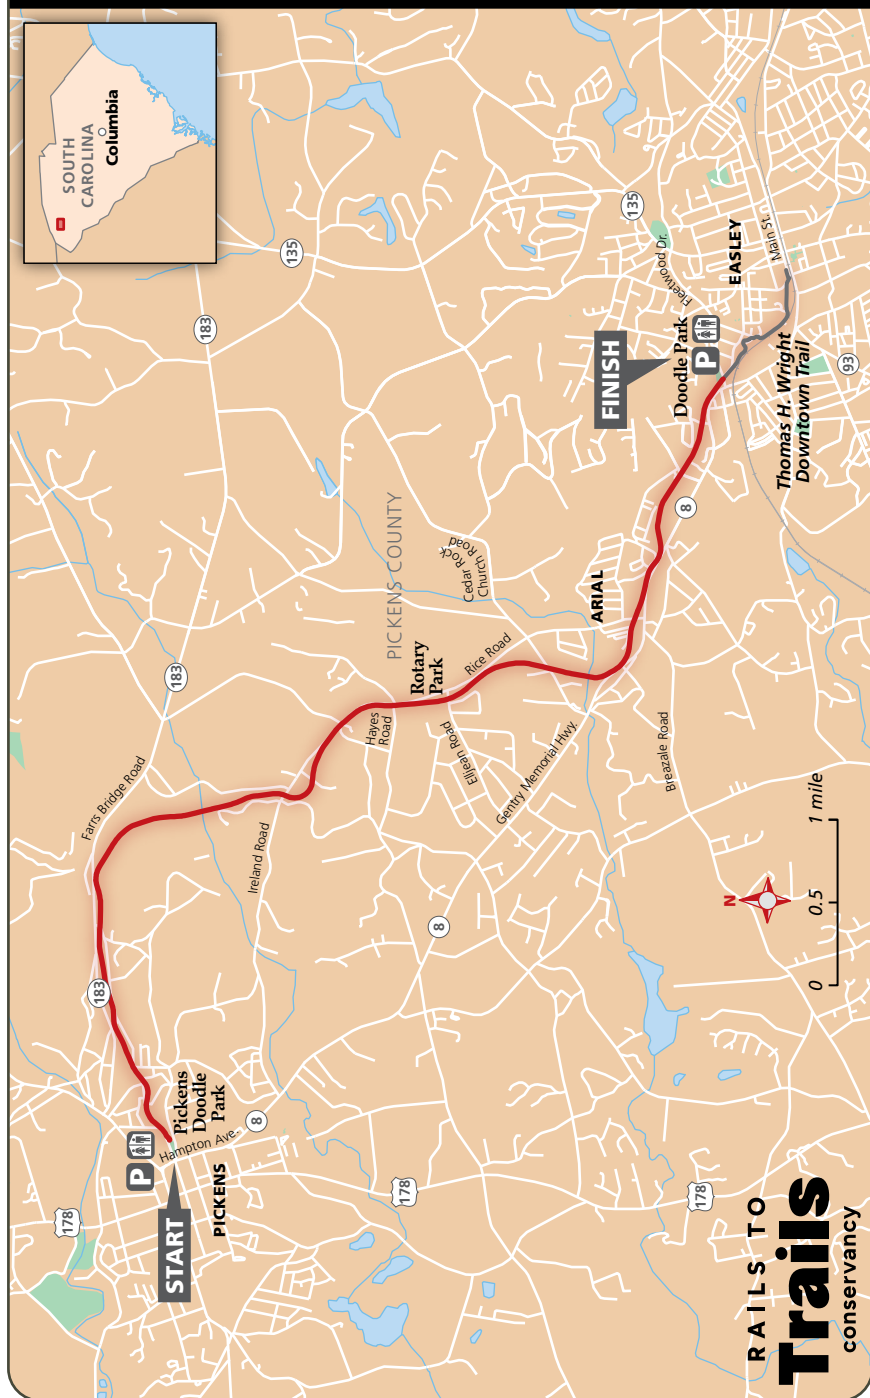 SOUTH
CAROLINA
Columbia
178
START
P
PICKENS
Hampton Ave.
Pickens
Doodle
Park
8
183
178
178
Farrs Bridge Road
Ireland Road
8
183
183
135
Hayes
Road
PICKENS COUNTY
Rotary
Park
Elljean Road
Rice Road
Gentry Memorial Hwy.
Cedar Rock
Church Road
ARIAL
Breazale Road
8
FINISH
Doodle Park
P
135
Fleetwood Dr.
EASLEY
Main St.
Thomas H. Wright
Downtown Trail
93
N
0 0.5 1 mile
RAILS TO
Trails
conservancy